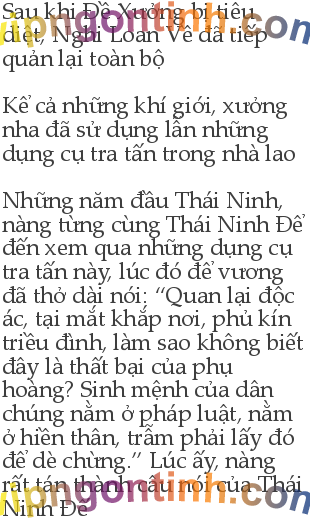 Sau khi Đề Xưởng bị tiêu
diệt, Nghi Loan Vệ đã tiếp
quản lại toàn bộ
Kể cả những khí giới, xưởng
nha đã sử dụng lẫn những
dụng cụ tra tấn trong nhà lao
Những năm đầu Thái Ninh,
nàng từng cùng Thái Ninh Đế
đến xem qua những dụng cụ
tra tấn này, lúc đó đế vương
đã thở dài nói: “Quan lại độc
ác, tai mắt khắp nơi, phủ kín
triều đình, làm sao không biết
đây là thất bại của phụ
hoàng? Sinh mệnh của dân
chúng nằm ở pháp luật, nằm
ở hiền thân, trẫm phải lấy đó
để dè chừng.” Lúc ấy, nàng
rất tán thành câu nói của Thái
Ninh Đế
vipngontinh.com
vipngontinh.com